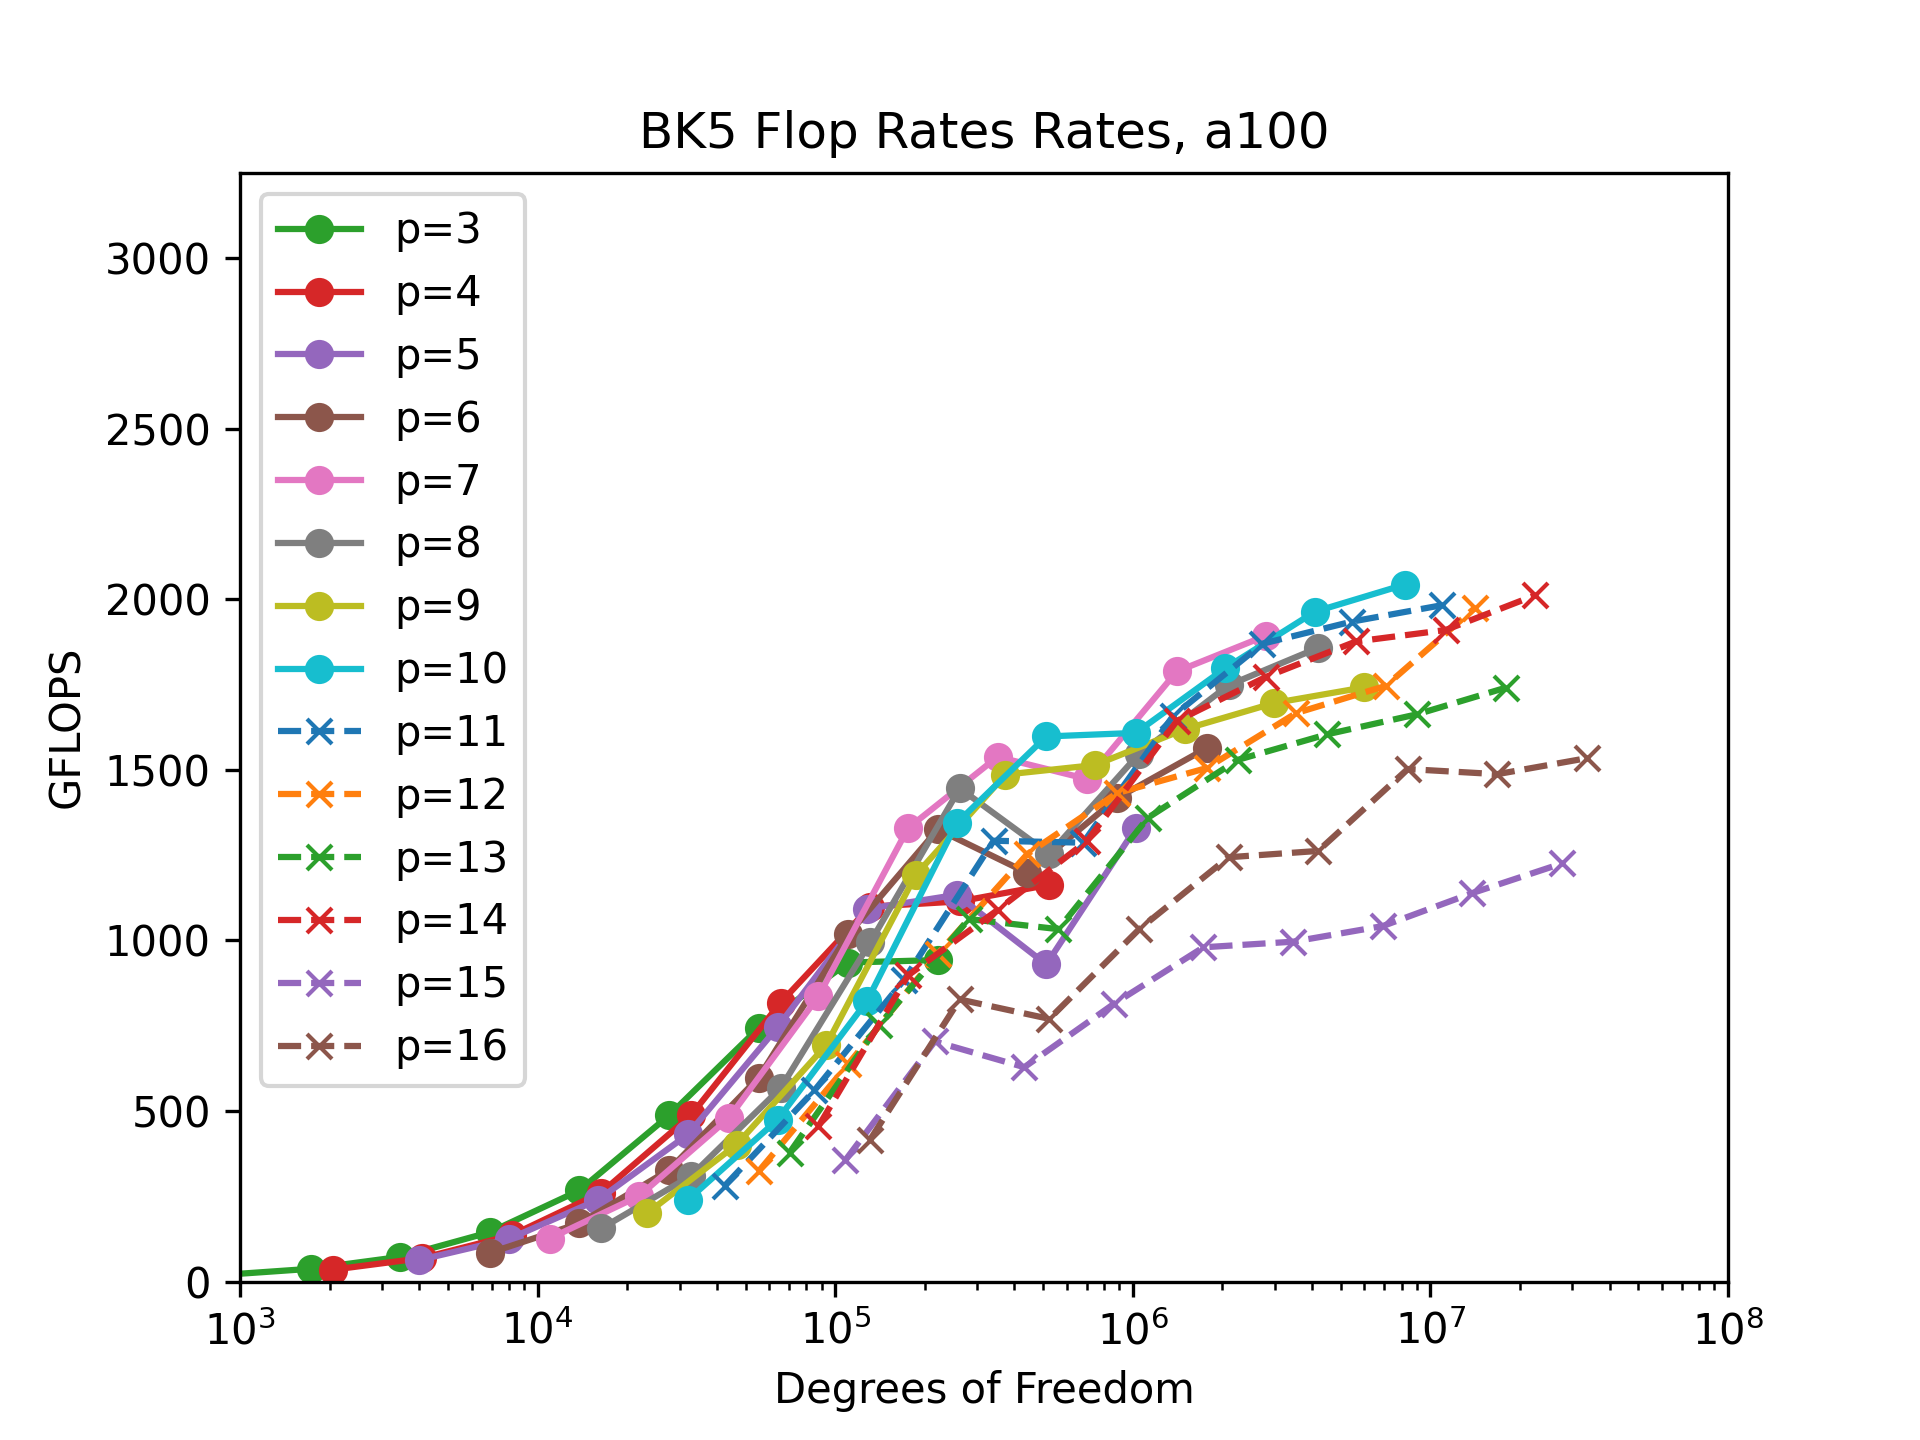 BK5 Flop Rates Rates, a100
3000
2500
2000
1500
1000
500
0
GFLOPS
p=3
p=4
p=5
p=6
p=7
p=8
p=9
p=10
p=11
p=12
p=13
p=14
p=15
p=16
10³ 10⁴ 10⁵ 10⁶ 10⁷ 10⁸
Degrees of Freedom